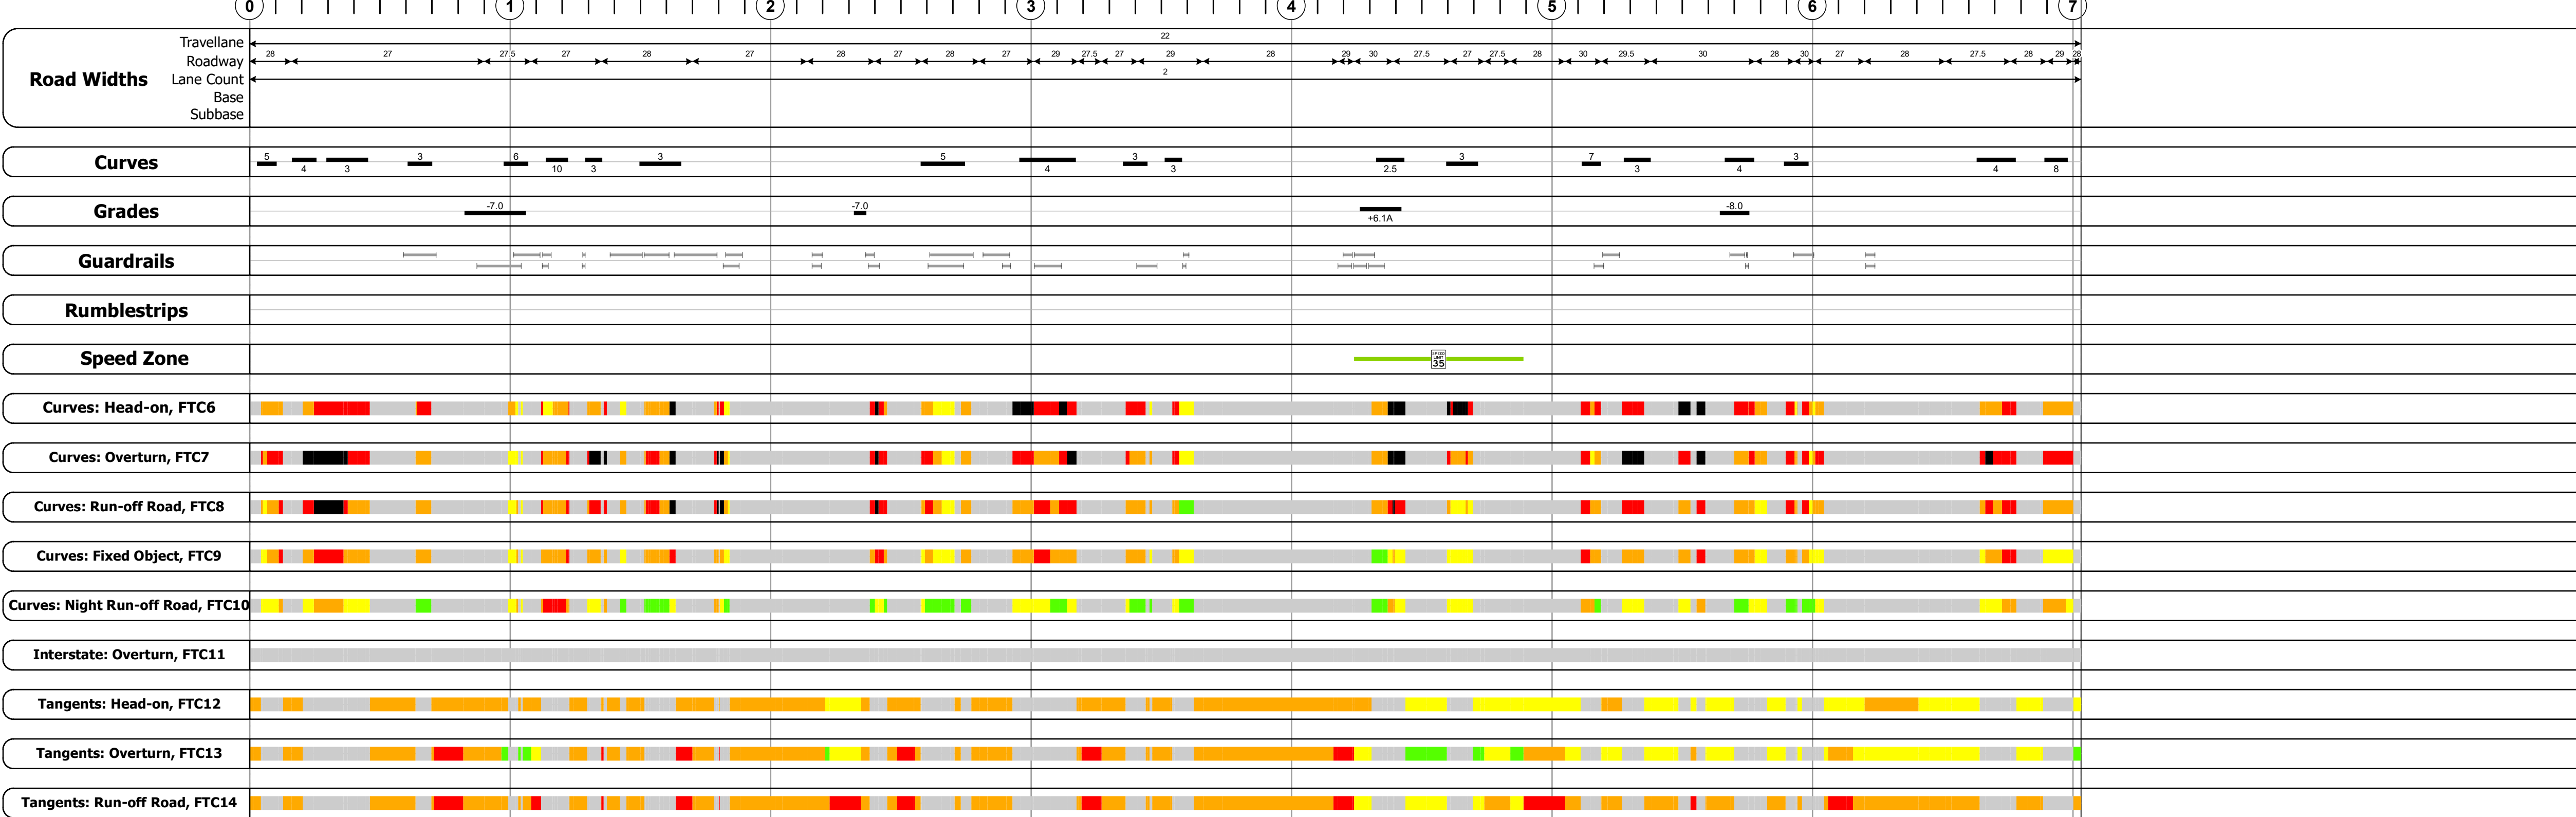 0 1 2 3 4 5 6 7
Travellane 22
28 27 27.5 27 28 27 28 27 28 27 29 27.5 27 29 28 29 30 27.5 27 27.5 28 30 29.5 30 28 30 27 28 27.5 28 29 28
Roadway
Road Widths Lane Count 2
Base
Subbase
5 3 6 3 5 3 3 7 3
Curves
4 3 10 3 4 3 2.5 3 4 4 8
-7.0 -7.0 -8.0
Grades
+6.1A
Guardrails
Rumblestrips
Speed Zone
SPEED
LIMIT
35
Curves: Head-on, FTC6
Curves: Overturn, FTC7
Curves: Run-off Road, FTC8
Curves: Fixed Object, FTC9
Curves: Night Run-off Road, FTC10
Interstate: Overturn, FTC11
Tangents: Head-on, FTC12
Tangents: Overturn, FTC13
Tangents: Run-off Road, FTC14